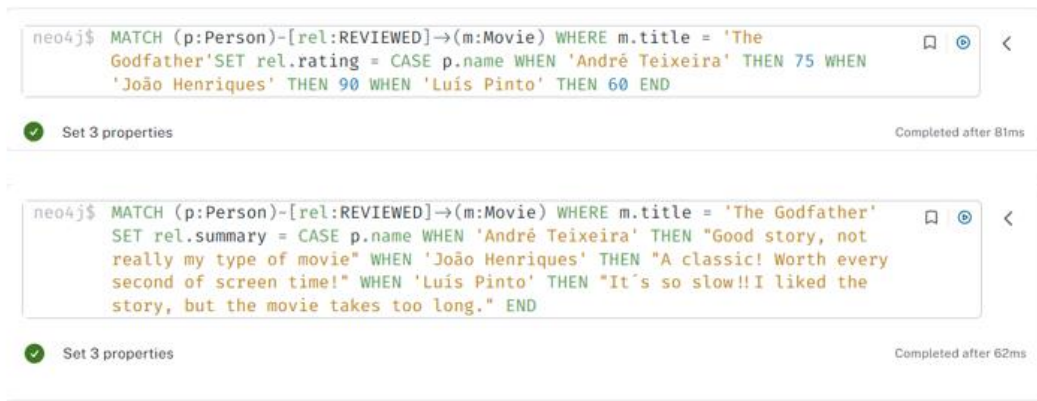 neo4j$ MATCH (p:Person)-[rel:REVIEWED]→(m:Movie) WHERE m.title = 'The
Godfather'SET rel.rating = CASE p.name WHEN 'André Teixeira' THEN 75 WHEN
'João Henriques' THEN 90 WHEN 'Luís Pinto' THEN 60 END
Set 3 properties
Completed after 81ms
neo4j$ MATCH (p:Person)-[rel:REVIEWED]→(m:Movie) WHERE m.title = 'The Godfather'
SET rel.summary = CASE p.name WHEN 'André Teixeira' THEN "Good story, not
really my type of movie" WHEN 'João Henriques' THEN "A classic! Worth every
second of screen time!" WHEN 'Luís Pinto' THEN "It´s so slow!!I liked the
story, but the movie takes too long." END
Set 3 properties
Completed after 62ms